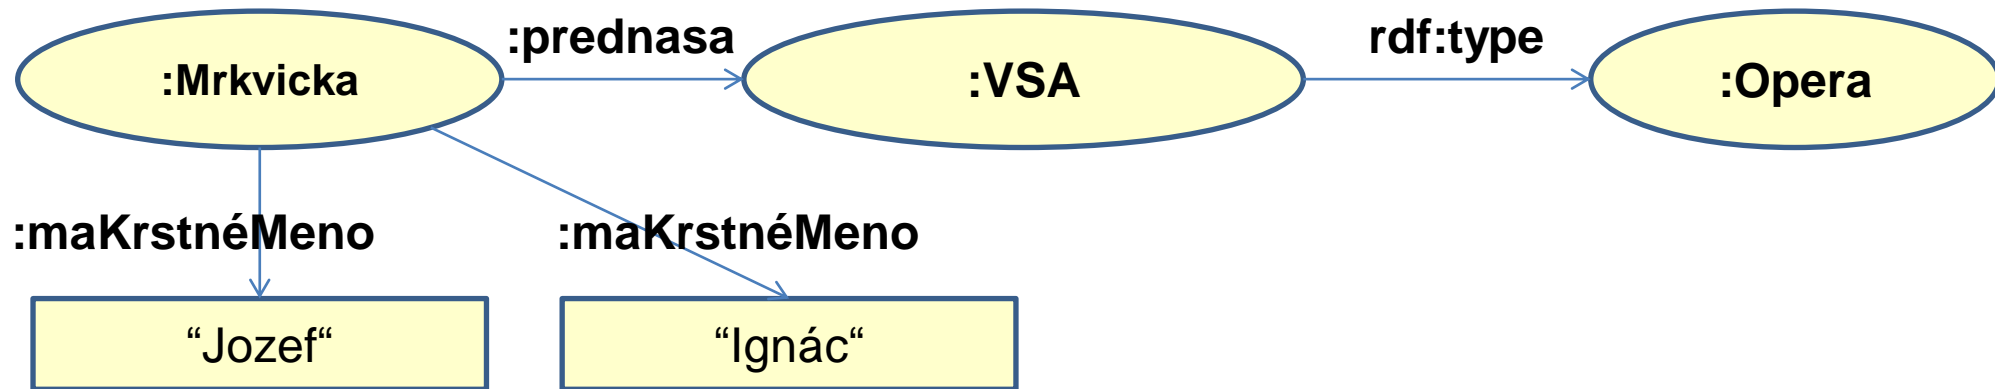 :prednasa
rdf:type
:Mrkvicka
:VSA
:Opera
:maKrstnéMeno
:maKrstnéMeno
“Jozef“
“Ignác“